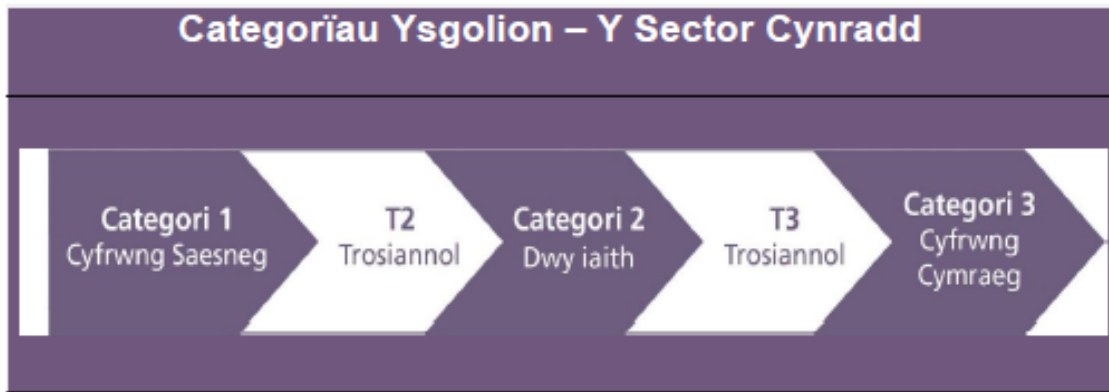 Categorïau Ysgolion – Y Sector Cynradd
Categori 1
Cyfrwng Saesneg
T2
Trosiannol
Categori 2
Dwy iaith
T3
Trosiannol
Categori 3
Cyfrwng
Cymraeg